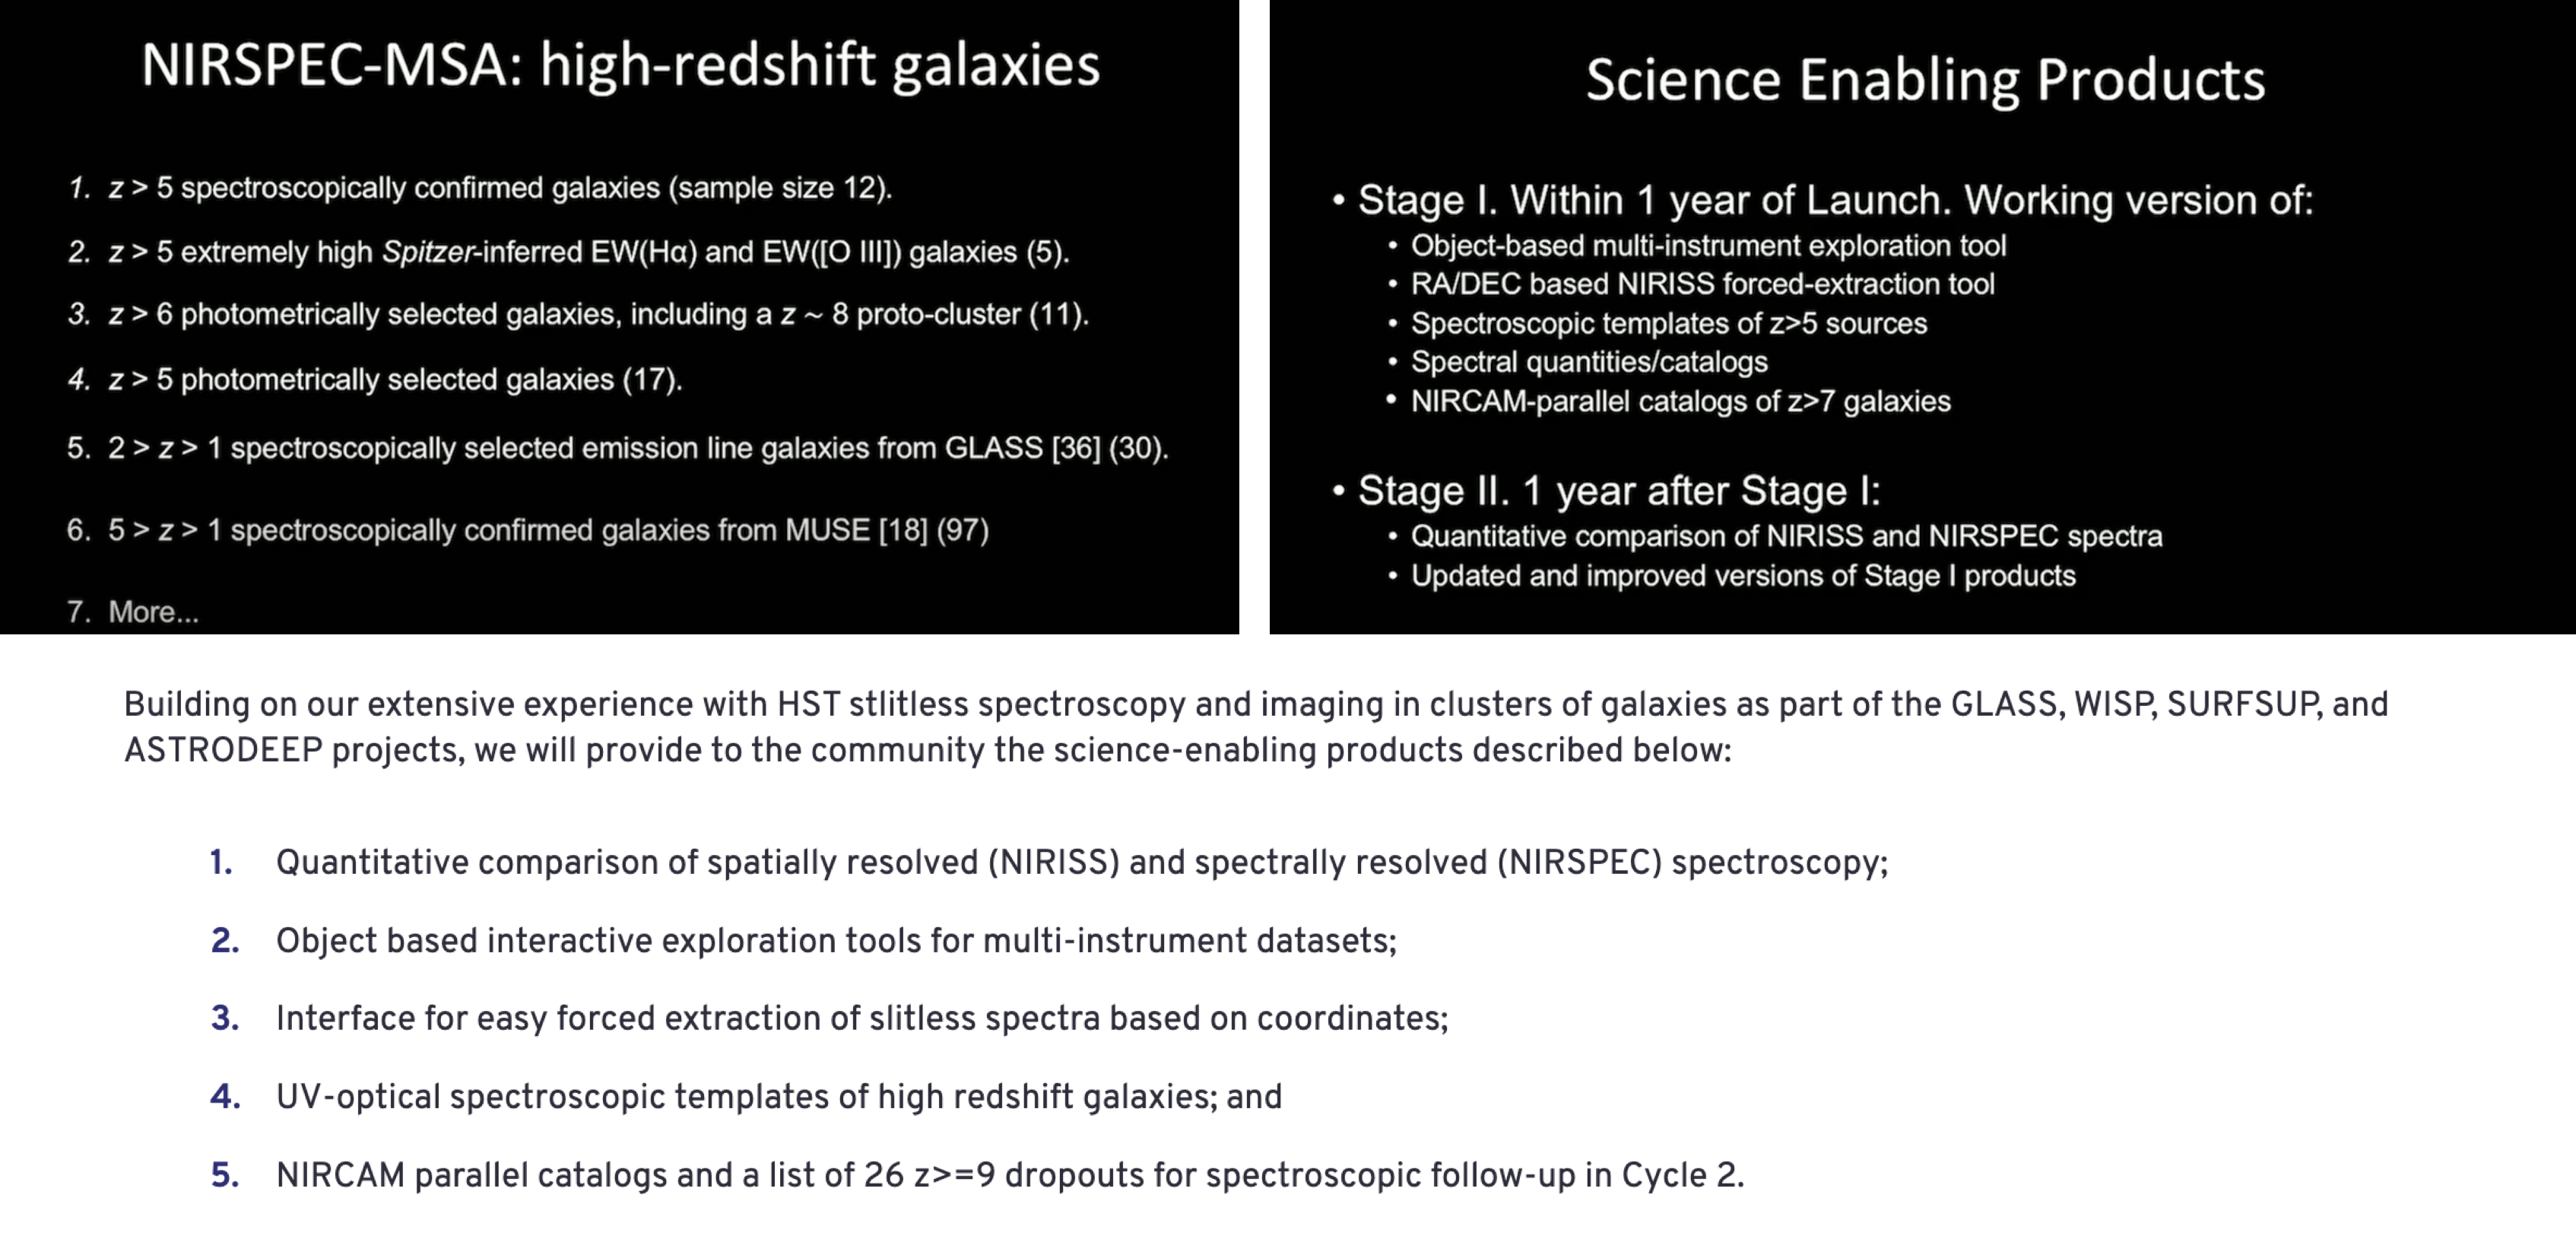 NIRSPEC-MSA: high-redshift galaxies
1. z > 5 spectroscopically confirmed galaxies (sample size 12).
2. z > 5 extremely high Spitzer-inferred EW(Hα) and EW([O III]) galaxies (5).
3. z > 6 photometrically selected galaxies, including a z ~ 8 proto-cluster (11).
4. z > 5 photometrically selected galaxies (17).
5. 2 > z > 1 spectroscopically selected emission line galaxies from GLASS [36] (30).
6. 5 > z > 1 spectroscopically confirmed galaxies from MUSE [18] (97)
7. More...
Science Enabling Products
• Stage I. Within 1 year of Launch. Working version of:
• Object-based multi-instrument exploration tool
• RA/DEC based NIRISS forced-extraction tool
• Spectroscopic templates of z>5 sources
• Spectral quantities/catalogs
• NIRCAM-parallel catalogs of z>7 galaxies
• Stage II. 1 year after Stage I:
• Quantitative comparison of NIRISS and NIRSPEC spectra
• Updated and improved versions of Stage I products
Building on our extensive experience with HST stlitless spectroscopy and imaging in clusters of galaxies as part of the GLASS, WISP, SURFSUP, and
ASTRODEEP projects, we will provide to the community the science-enabling products described below:
1. Quantitative comparison of spatially resolved (NIRISS) and spectrally resolved (NIRSPEC) spectroscopy;
2. Object based interactive exploration tools for multi-instrument datasets;
3. Interface for easy forced extraction of slitless spectra based on coordinates;
4. UV-optical spectroscopic templates of high redshift galaxies; and
5. NIRCAM parallel catalogs and a list of 26 z>=9 dropouts for spectroscopic follow-up in Cycle 2.